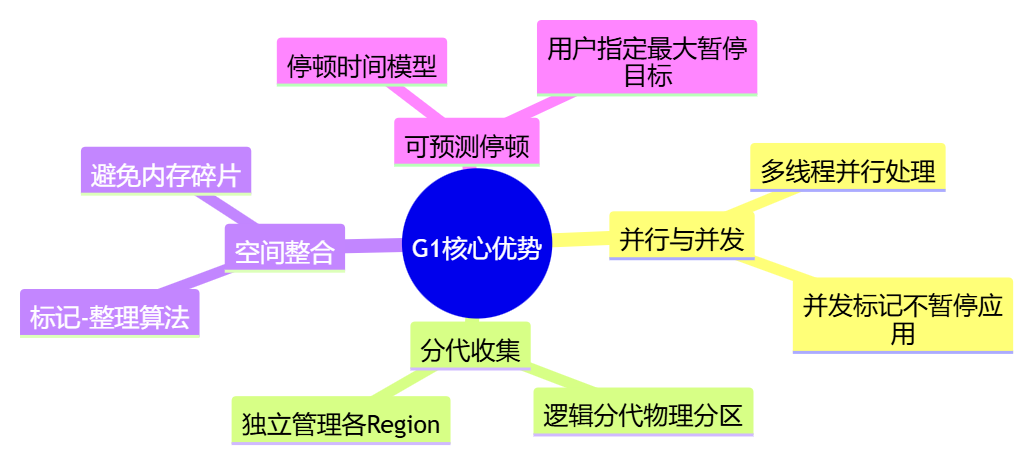 停顿时间模型
用户指定最大暂停
目标
可预测停顿
避免内存碎片
多线程并行处理
空间整合
G1核心优势
并行与并发
标记-整理算法
并发标记不暂停应
用
分代收集
独立管理各Region
逻辑分代物理分区